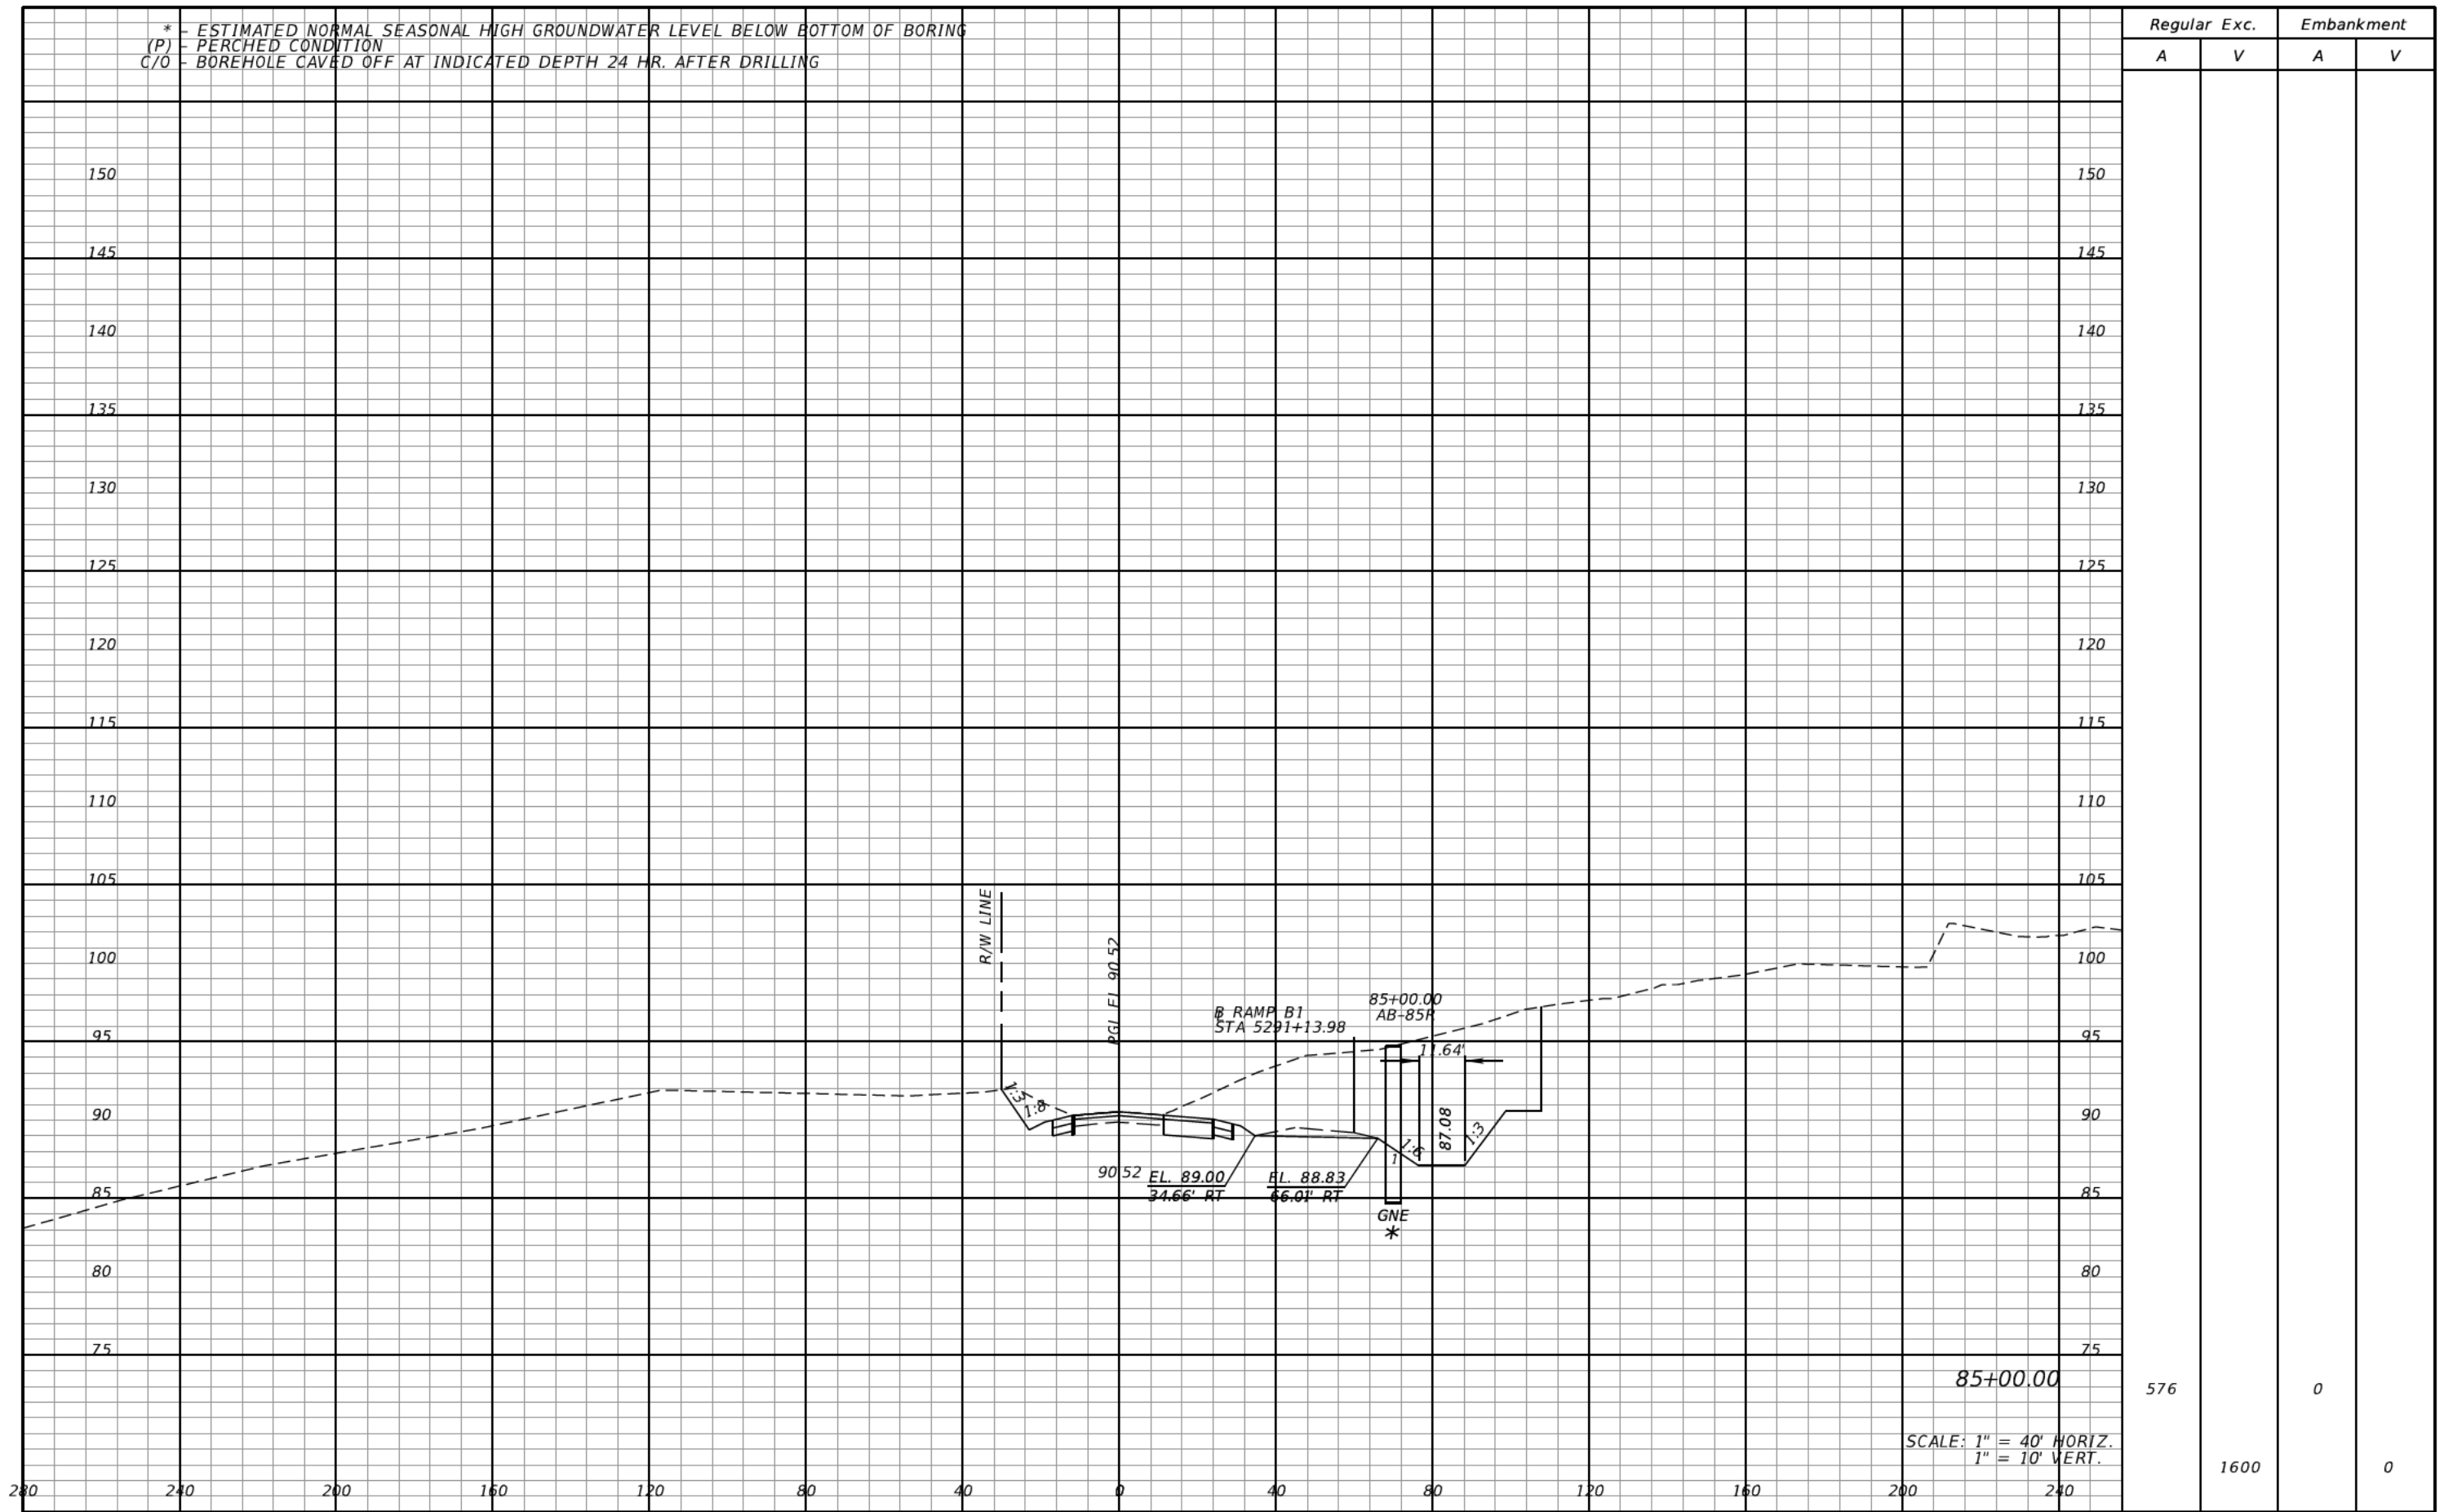 * - ESTIMATED NORMAL SEASONAL HIGH GROUNDWATER LEVEL BELOW BOTTOM OF BORING
(P) - PERCHED CONDITION
C/O - BOREHOLE CAVED OFF AT INDICATED DEPTH 24 HR. AFTER DRILLING
Regular Exc. Embankment
A V A V
150 150
145 145
140 140
135 135
130 130
125 125
120 120
115 115
110 110
105 105
R/W LINE
PGL EL 90.52
100 100
85+00.00
AB-85R
B RAMP B1
STA 5291+13.98
95 95
11.64'
1:3
1:8
90 90
87.08
1:3
1:6
1
90.52
EL. 89.00
34.66' RT
EL. 88.83
66.01' RT
85 85
GNE
*
80 80
75 75
85+00.00
576 0
SCALE: 1" = 40' HORIZ.
1" = 10' VERT.
1600 0
280 240 200 160 120 80 40 0 40 80 120 160 200 240